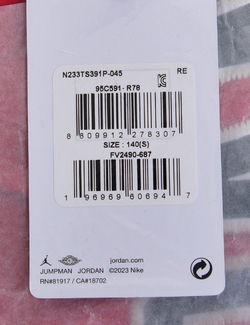 N233TS391P-045 RE
95C591-R78
8 809912 278307
SIZE : 140(S)
FV2490-687
1 96969 60694 7
jordan.com
JUMPMAN JORDAN ©2023 Nike
RN#81917 / CA#18702